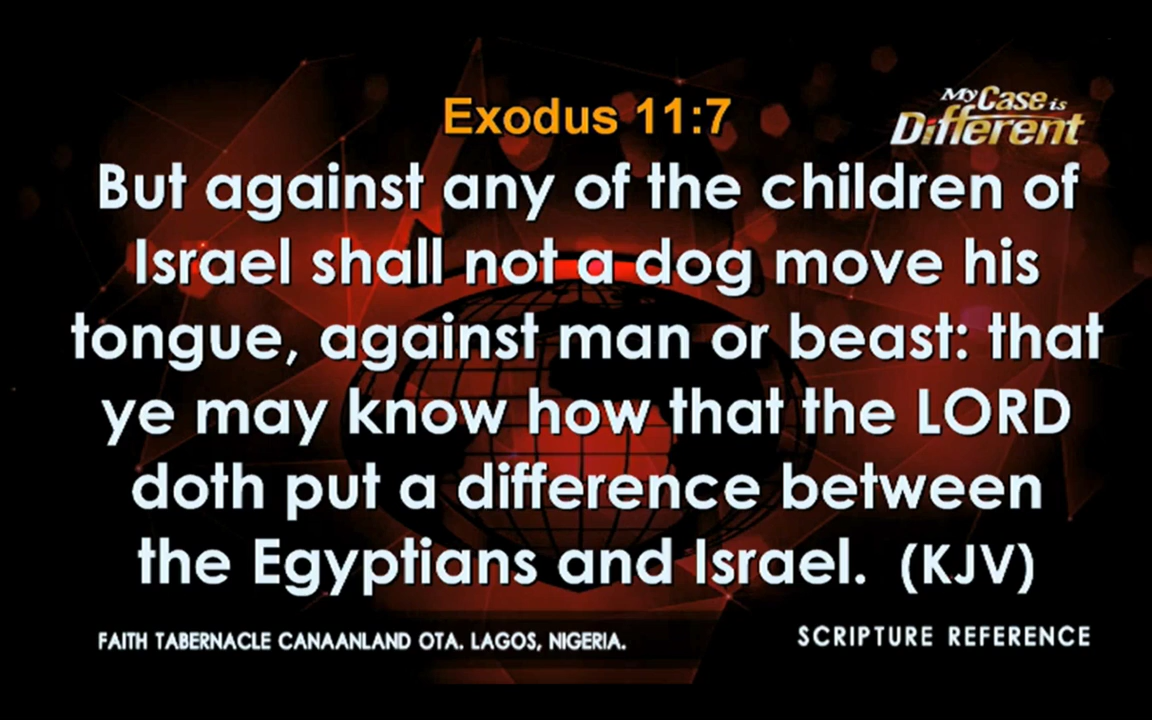 Exodus 11:7
My Case is
Different
But against any of the children of
Israel shall not a dog move his
tongue, against man or beast: that
ye may know how that the LORD
doth put a difference between
the Egyptians and Israel. (KJV)
FAITH TABERNACLE CANAANLAND OTA. LAGOS, NIGERIA.
SCRIPTURE REFERENCE